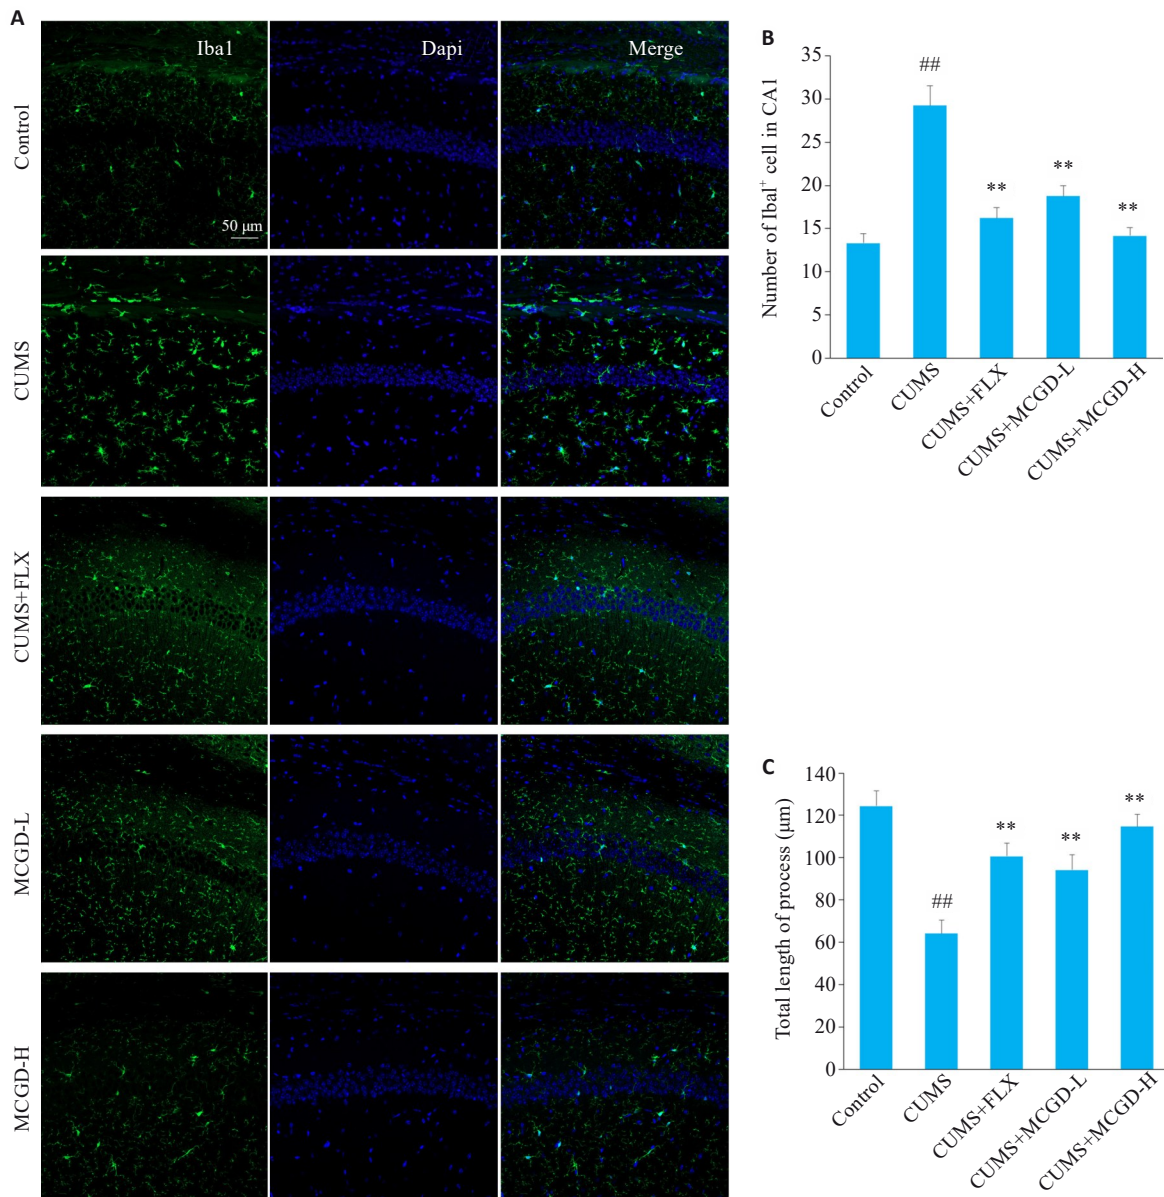 A
Iba1
Dapi
Merge
Control
50 μm
CUMS
CUMS+FLX
MCGD-L
MCGD-H
B
Number of Ibal⁺ cell in CA1
35
30
25
20
15
10
5
0
##
**
**
**
Control
CUMS
CUMS+FLX
CUMS+MCGD-L
CUMS+MCGD-H
C
Total length of process (μm)
140
120
100
80
60
40
20
0
##
**
**
**
Control
CUMS
CUMS+FLX
CUMS+MCGD-L
CUMS+MCGD-H